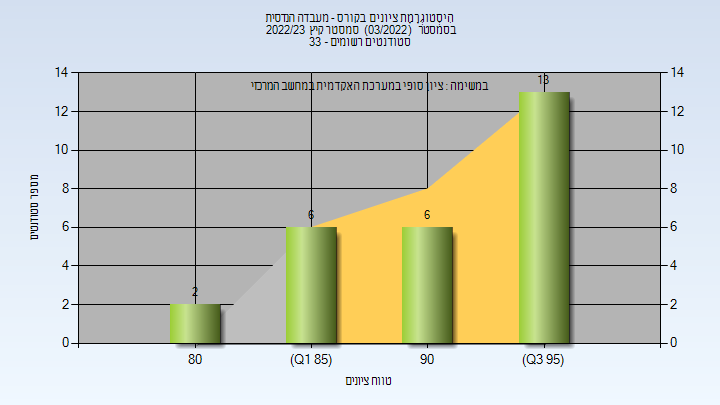 היסטוגרמת ציונים בקורס - מעבדה הנדסית
בסמסטר (03/2022) סמסטר קיץ 2022/23
סטודנטים רשומים - 33
במשימה : ציון סופי במערכת האקדמית במחשב המרכזי
מספר סטודנטים
14 14
12 12
10 10
8 8
6 6
4 4
2 2
0 0
2 6 6 13
80 (Q1 85) 90 (Q3 95)
טווח ציונים